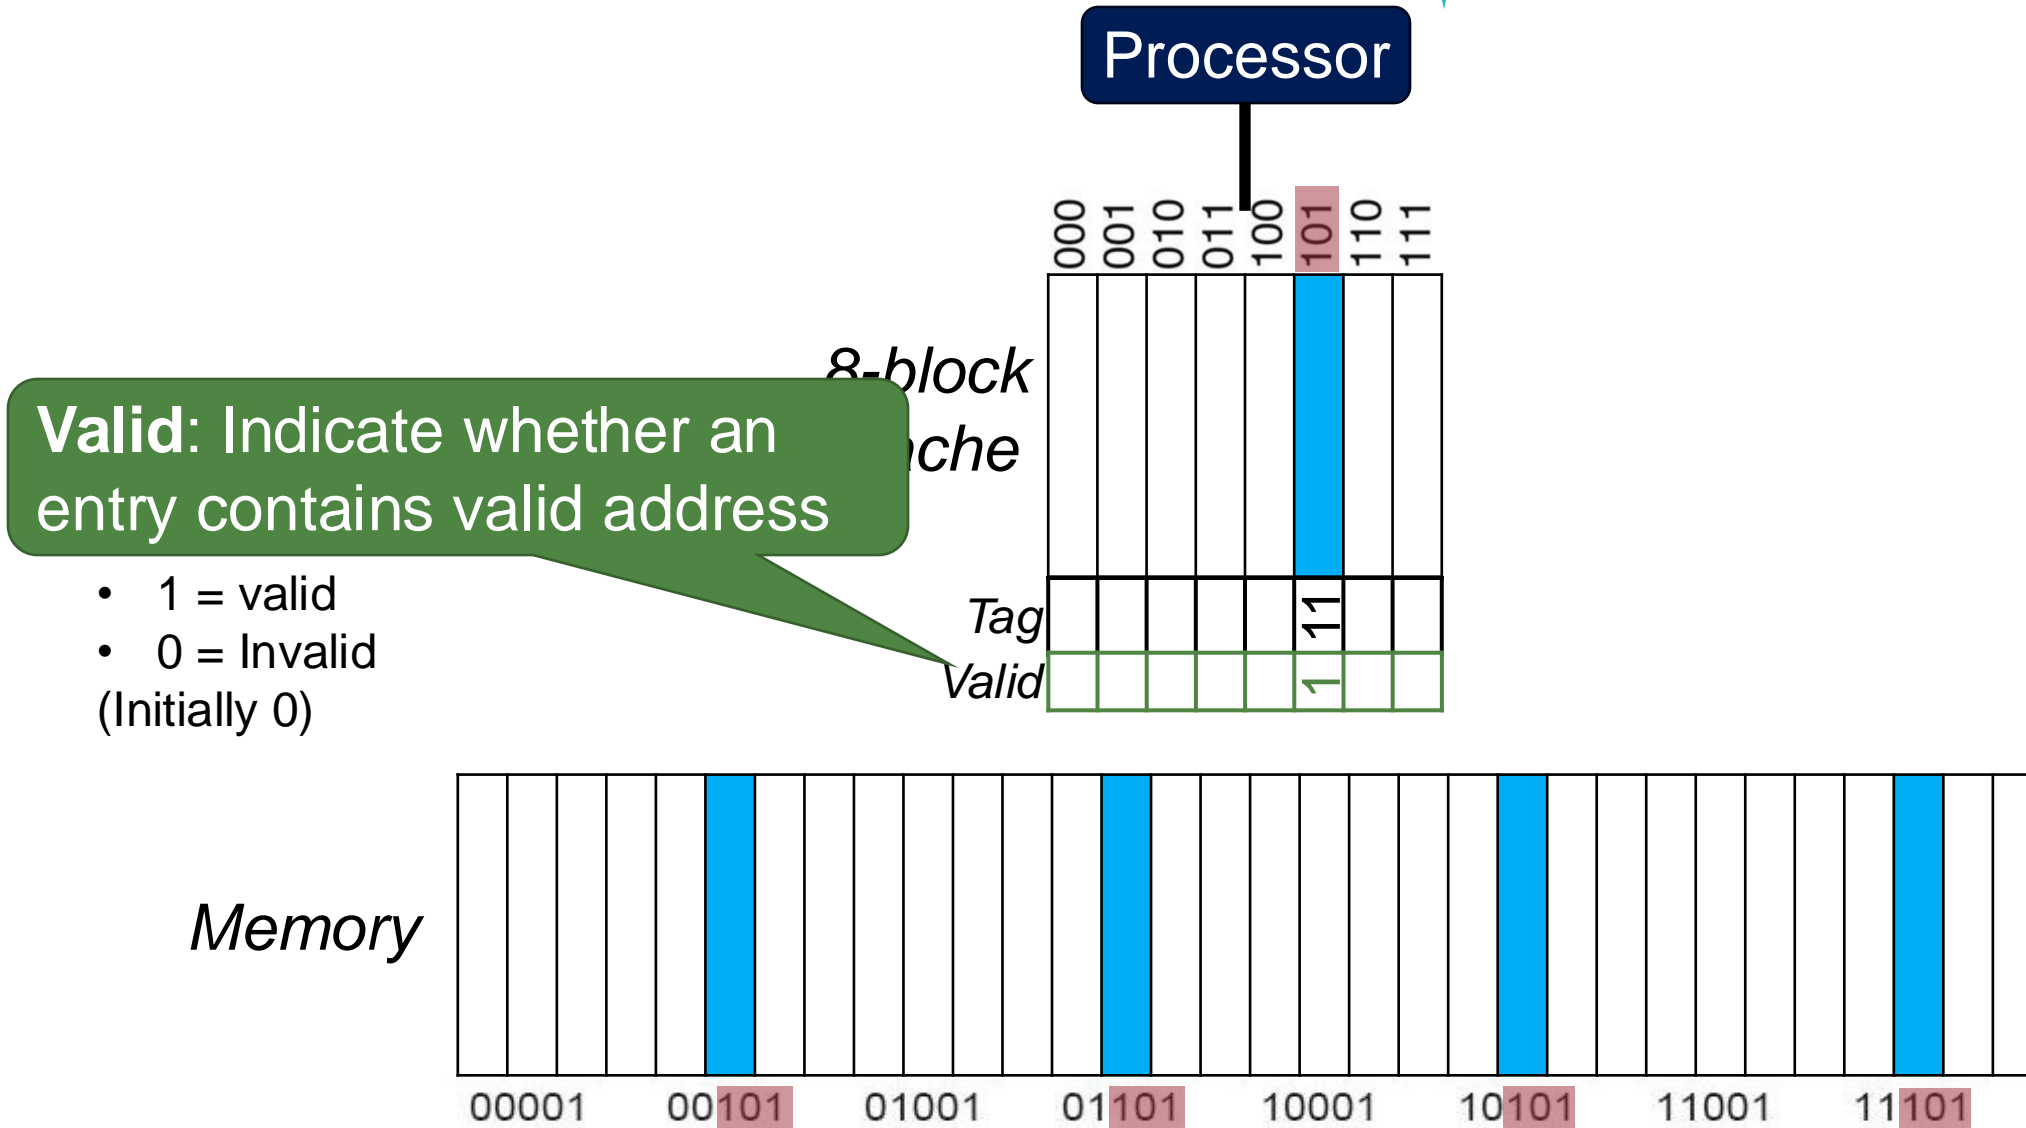 Processor
000 001 010 011 100 101 110 111
8-block
ache
Valid: Indicate whether an
entry contains valid address
• 1 = valid
• 0 = Invalid
(Initially 0)
Tag 11
Valid 1
Memory
00001 00101 01001 01101 10001 10101 11001 11101